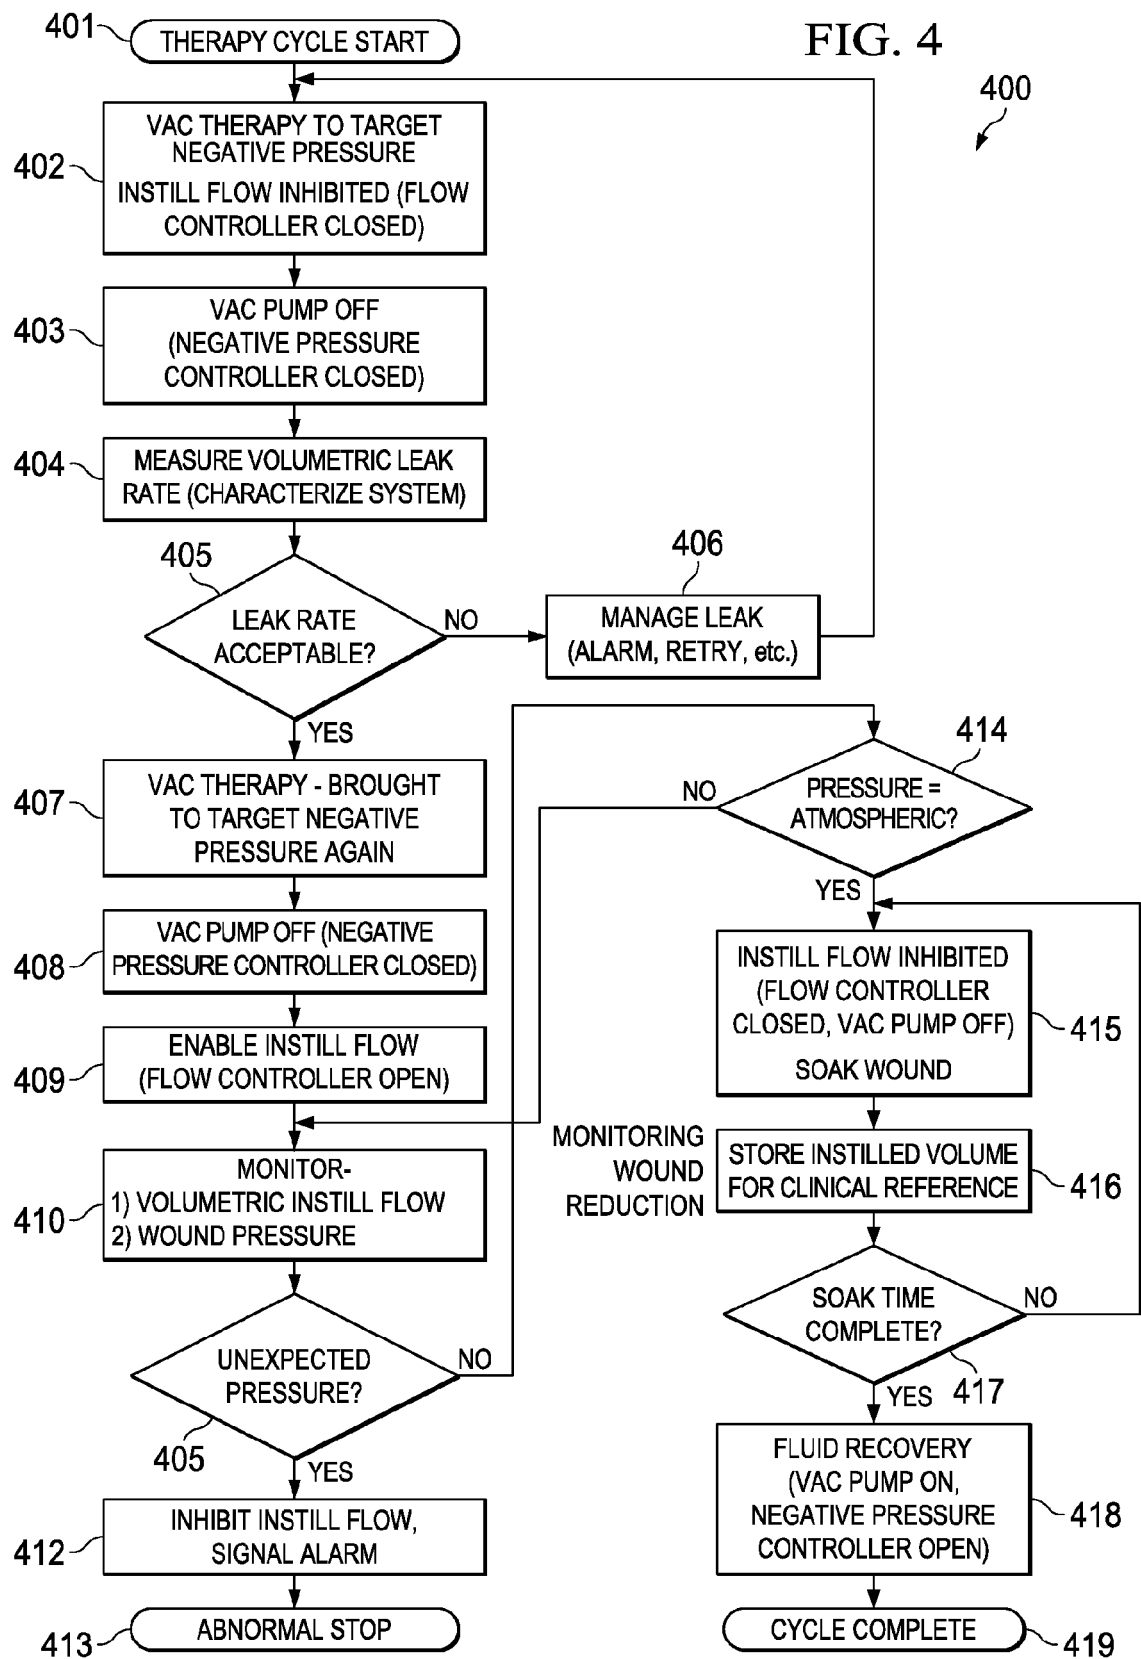 FIG. 4
400
401
THERAPY CYCLE START
402
VAC THERAPY TO TARGET
NEGATIVE PRESSURE
INSTILL FLOW INHIBITED (FLOW
CONTROLLER CLOSED)
403
VAC PUMP OFF
(NEGATIVE PRESSURE
CONTROLLER CLOSED)
404
MEASURE VOLUMETRIC LEAK
RATE (CHARACTERIZE SYSTEM)
405
LEAK RATE
ACCEPTABLE?
NO
YES
406
MANAGE LEAK
(ALARM, RETRY, etc.)
407
VAC THERAPY - BROUGHT
TO TARGET NEGATIVE
PRESSURE AGAIN
408
VAC PUMP OFF (NEGATIVE
PRESSURE CONTROLLER CLOSED)
409
ENABLE INSTILL FLOW
(FLOW CONTROLLER OPEN)
410
MONITOR-
1) VOLUMETRIC INSTILL FLOW
2) WOUND PRESSURE
UNEXPECTED
PRESSURE?
405
NO
YES
412
INHIBIT INSTILL FLOW,
SIGNAL ALARM
413
ABNORMAL STOP
414
PRESSURE =
ATMOSPHERIC?
NO
YES
INSTILL FLOW INHIBITED
(FLOW CONTROLLER
CLOSED, VAC PUMP OFF)
SOAK WOUND
415
MONITORING
WOUND
REDUCTION
STORE INSTILLED VOLUME
FOR CLINICAL REFERENCE
416
SOAK TIME
COMPLETE?
NO
417
YES
FLUID RECOVERY
(VAC PUMP ON,
NEGATIVE PRESSURE
CONTROLLER OPEN)
418
CYCLE COMPLETE
419